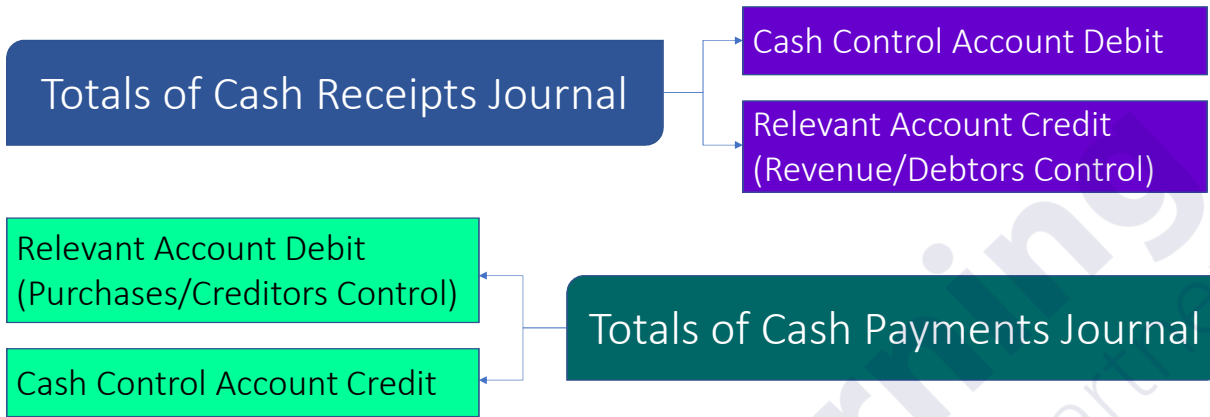 Totals of Cash Receipts Journal
Cash Control Account Debit
Relevant Account Credit
(Revenue/Debtors Control)
Relevant Account Debit
(Purchases/Creditors Control)
Cash Control Account Credit
Totals of Cash Payments Journal